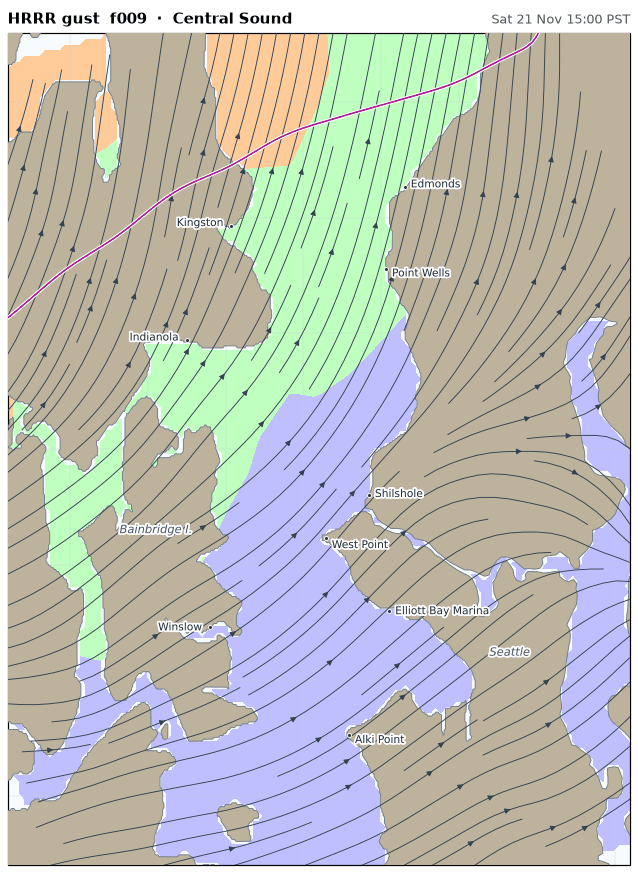 HRRR gust f009 · Central Sound
Sat 21 Nov 15:00 PST
Edmonds
Kingston
Point Wells
Indianola
Shilshole
Bainbridge I.
West Point
Elliott Bay Marina
Winslow
Seattle
Alki Point